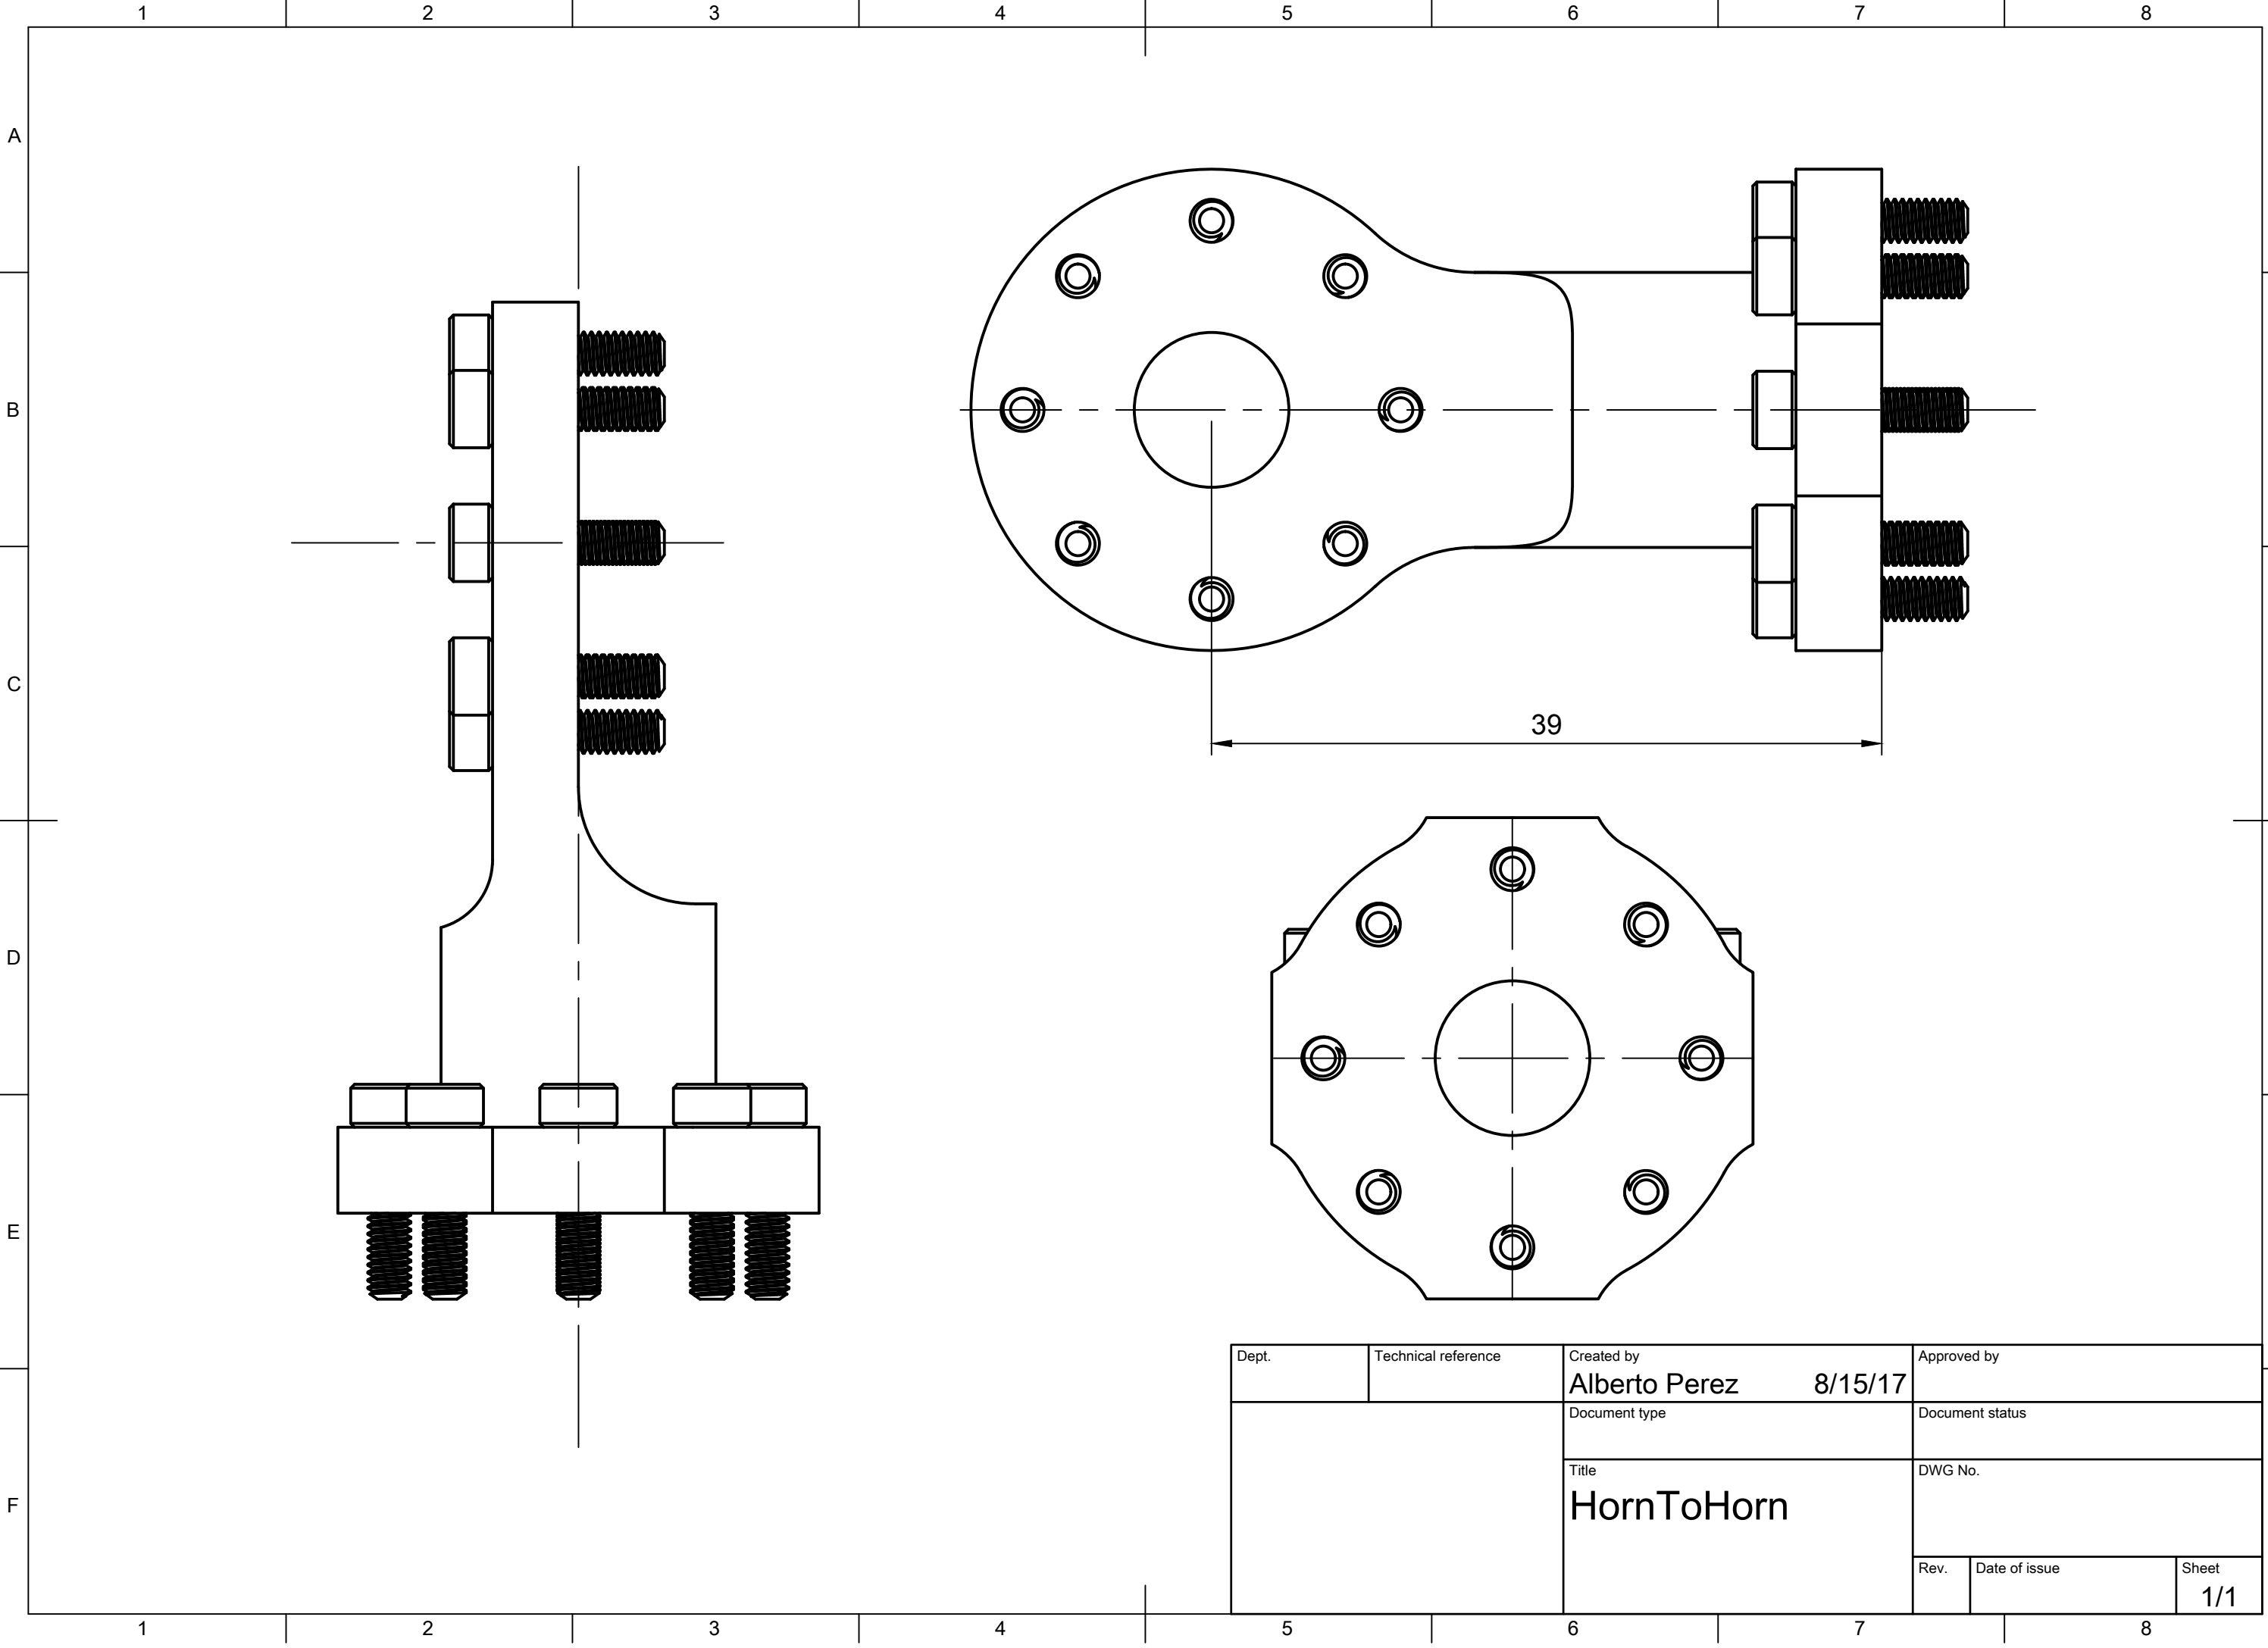 1 2 3 4 5 6 7 8
A
B
C
D
E
F
39
Dept. Technical reference Created by Approved by
Alberto Perez 8/15/17
Document type Document status
Title DWG No.
HornToHorn
Rev. Date of issue Sheet
1/1
1 2 3 4 5 6 7 8